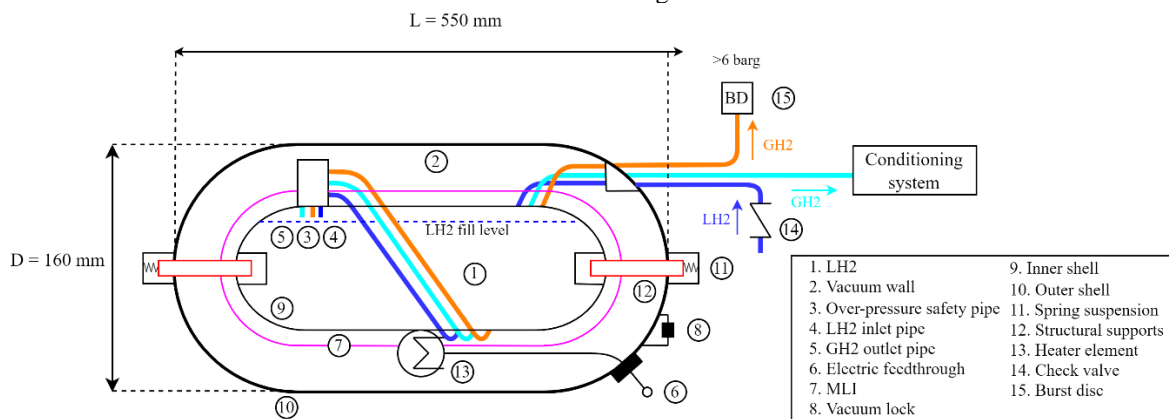 L = 550 mm
>6 barg
BD
15
GH2
Conditioning
system
GH2
LH2
14
2
5
3
4
LH2 fill level
1
D = 160 mm
11
12
9
7
8
13
6
10
1. LH2
2. Vacuum wall
3. Over-pressure safety pipe
4. LH2 inlet pipe
5. GH2 outlet pipe
6. Electric feedthrough
7. MLI
8. Vacuum lock
9. Inner shell
10. Outer shell
11. Spring suspension
12. Structural supports
13. Heater element
14. Check valve
15. Burst disc